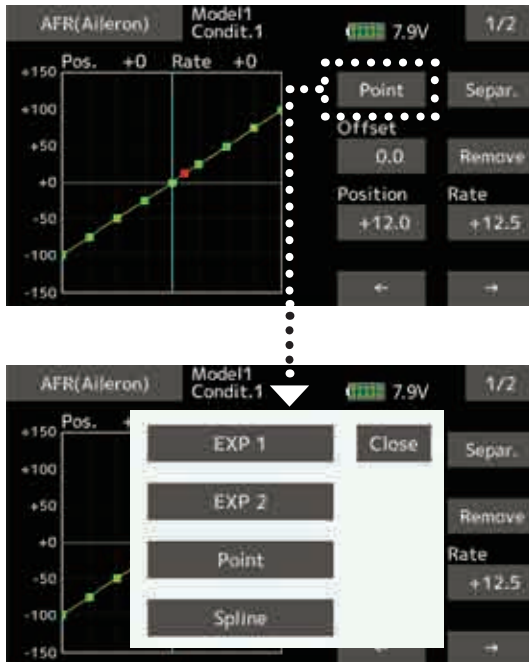 AFR(Aileron)
Model1
Condit.1
7.9V
1/2
Pos. +0 Rate +0
+150
+100
+50
+0
-50
-100
-150
Point
Separ.
Offset
0.0
Remove
Position
Rate
+12.0
+12.5
←
→
AFR(Aileron)
Model1
Condit.1
7.9V
1/2
Pos. +
+150
+100
+50
+0
-50
-100
-150
EXP 1
Close
Separ.
EXP 2
Remove
Point
Rate
+12.5
Spline
→